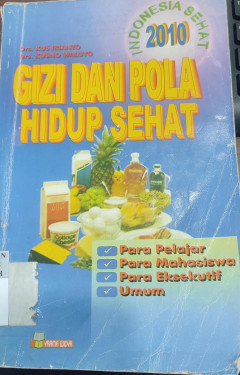 INDONESIA SEHAT
2010
GIZI DAN POLA
HIDUP SEHAT
Para Pelajar
Para Mahasiswa
Para Eksekutif
Umum